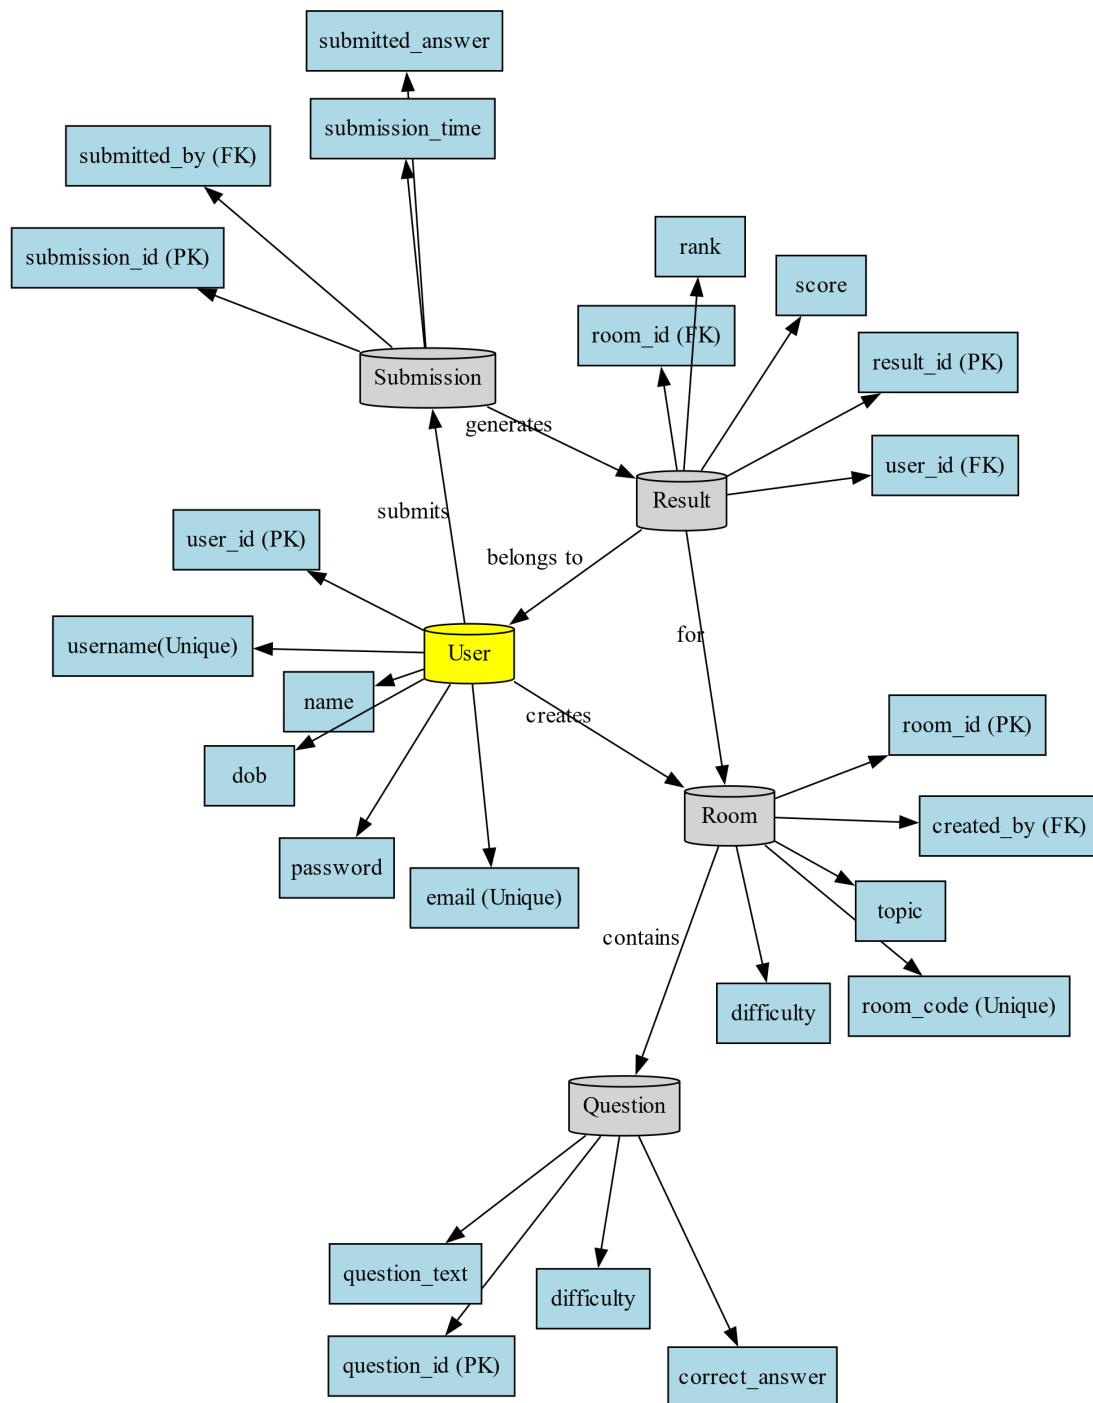 submitted_answer
submission_time
submitted_by (FK)
submission_id (PK)
rank
score
room_id (FK)
result_id (PK)
Submission
generates
user_id (FK)
Result
submits
user_id (PK)
belongs to
username(Unique)
User
for
name
creates
room_id (PK)
dob
Room
created_by (FK)
password
email (Unique)
topic
contains
difficulty
room_code (Unique)
Question
question_text
difficulty
question_id (PK)
correct_answer